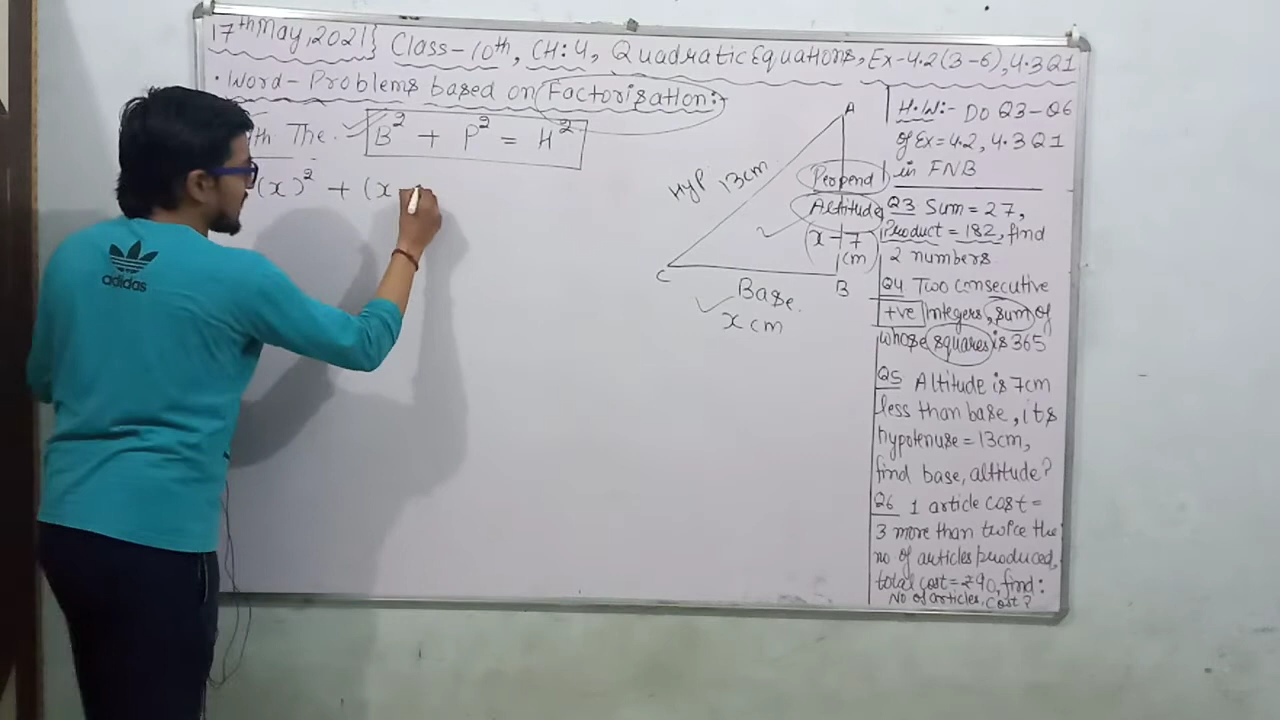 17th May, 2021} Class-10th, CH: 4, Quadratic Equations, Ex-4.2(3-6), 4.3 Q1
• Word-Problems based on Factorisation:-
th The. B² + P² = H²
(x)² + (x
A
Hyp 13cm
Perpend
Altitude
(x-7)
cm
C
B
Base.
x cm
H.W:- Do Q3-Q6
of Ex=4.2, 4.3 Q1
in FNB
Q3 Sum = 27,
Product = 182, find
2 numbers
Q4 Two consecutive
+ve Integers, sum of
whose squares is 365
Q5 Altitude is 7cm
less than base, its
hypotenuse = 13cm,
find base, altitude?
Q6 1 article cost =
3 more than twice the
no of articles produced,
total cost = ₹90, find:
No of articles, cost?
adidas